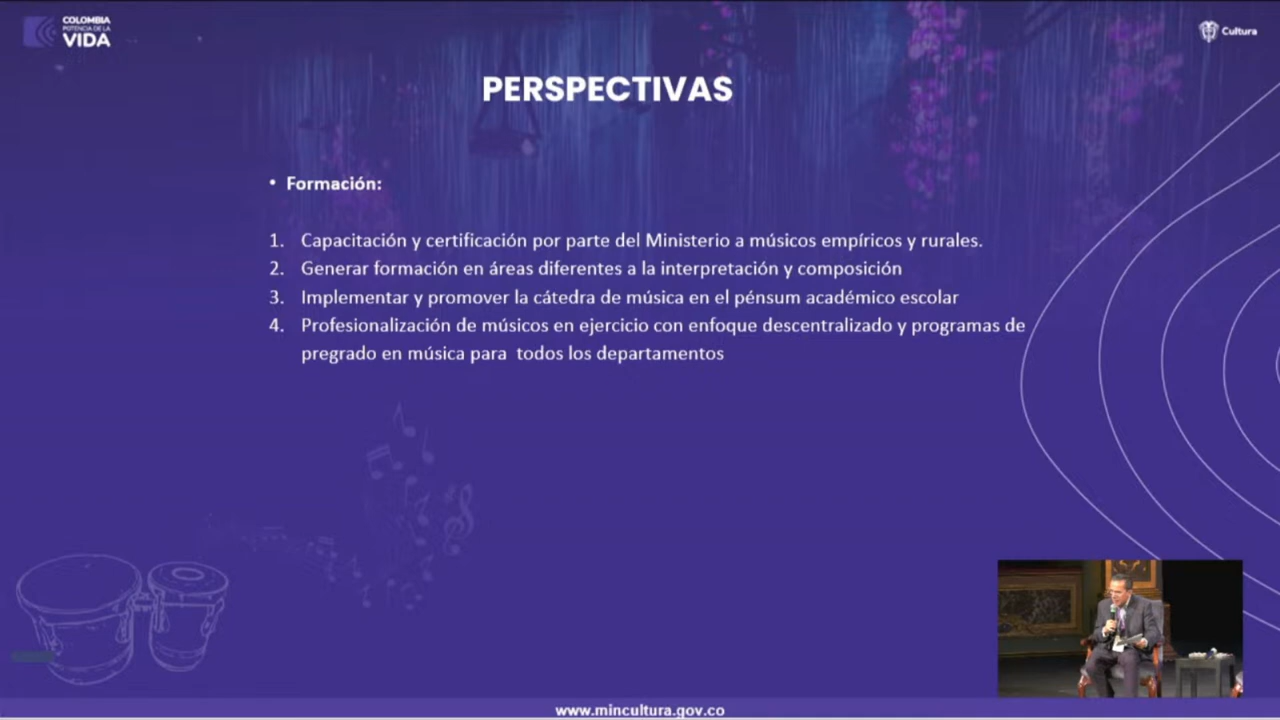 COLOMBIA
POTENCIA DE LA
VIDA
Cultura
PERSPECTIVAS
• Formación:
1. Capacitación y certificación por parte del Ministerio a músicos empíricos y rurales.
2. Generar formación en áreas diferentes a la interpretación y composición
3. Implementar y promover la cátedra de música en el pénsum académico escolar
4. Profesionalización de músicos en ejercicio con enfoque descentralizado y programas de
pregrado en música para todos los departamentos
www.mincultura.gov.co